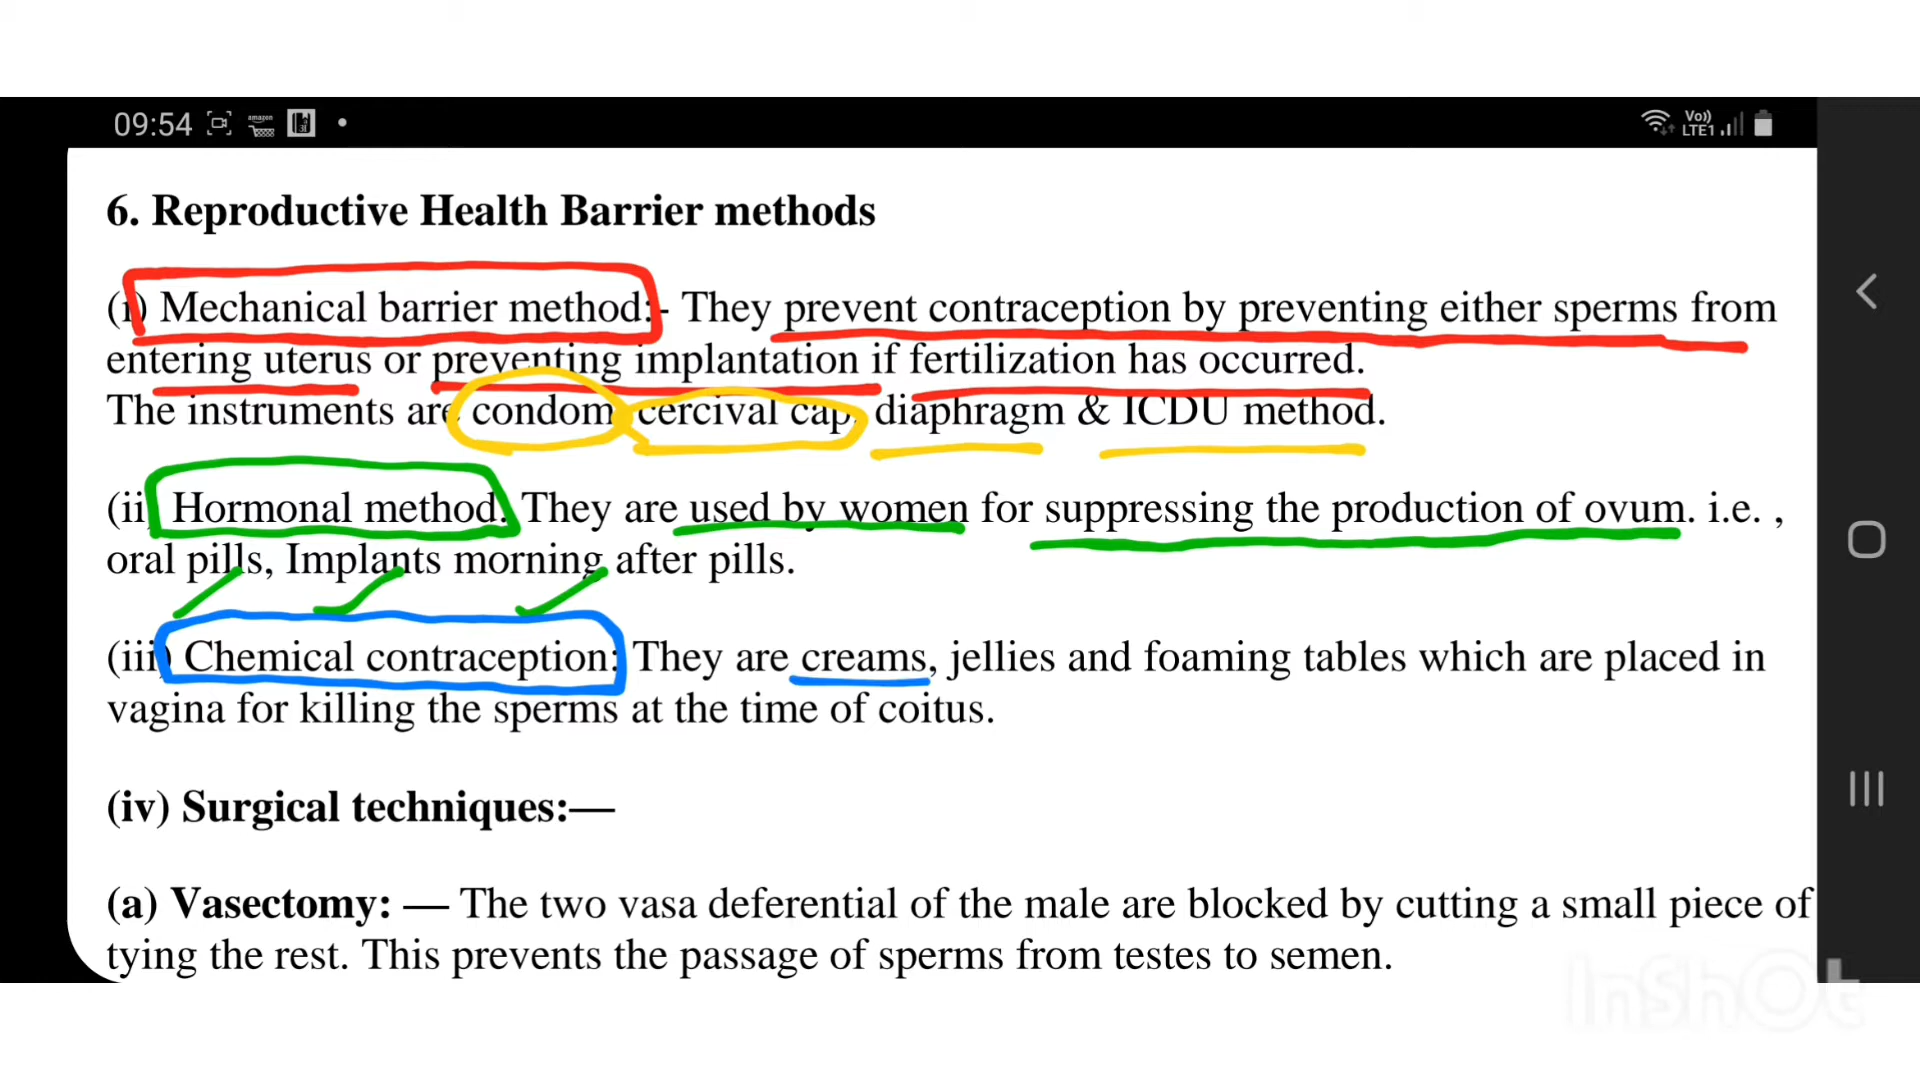 09:54 amazon 31 Vo)) LTE1
6. Reproductive Health Barrier methods
(i) Mechanical barrier method:- They prevent contraception by preventing either sperms from
entering uterus or preventing implantation if fertilization has occurred.
The instruments are condom, cercival cap, diaphragm & ICDU method.
(ii) Hormonal method: They are used by women for suppressing the production of ovum. i.e. ,
oral pills, Implants morning after pills.
(iii) Chemical contraception: They are creams, jellies and foaming tables which are placed in
vagina for killing the sperms at the time of coitus.
(iv) Surgical techniques:—
(a) Vasectomy: — The two vasa deferential of the male are blocked by cutting a small piece of
tying the rest. This prevents the passage of sperms from testes to semen.
InShOt